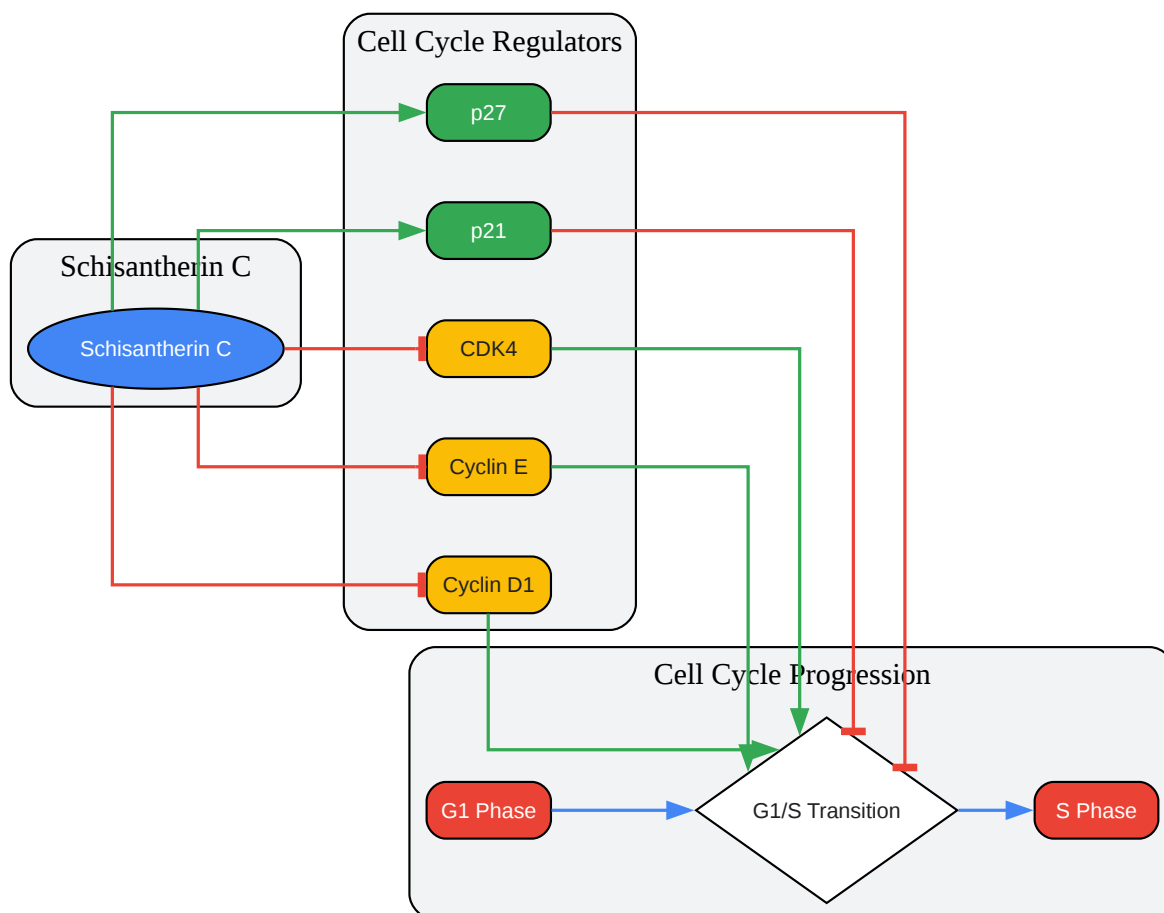 Cell Cycle Regulators
p27
p21
Schisantherin C
Schisantherin C
CDK4
Cyclin E
Cyclin D1
Cell Cycle Progression
G1 Phase
G1/S Transition
S Phase